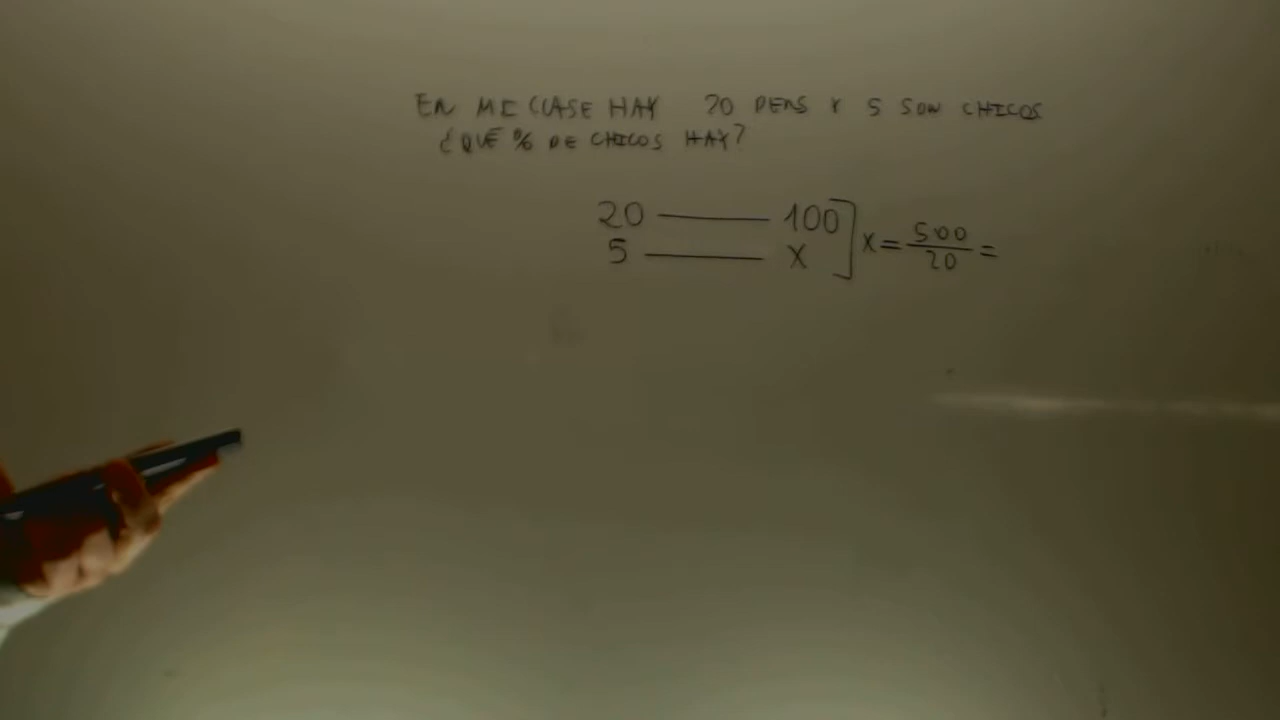 EN MI CLASE HAY 20 PERS Y 5 SON CHICOS
¿QUÉ % DE CHICOS HAY?
20 —— 100] x = 500/20 =
5 —— X